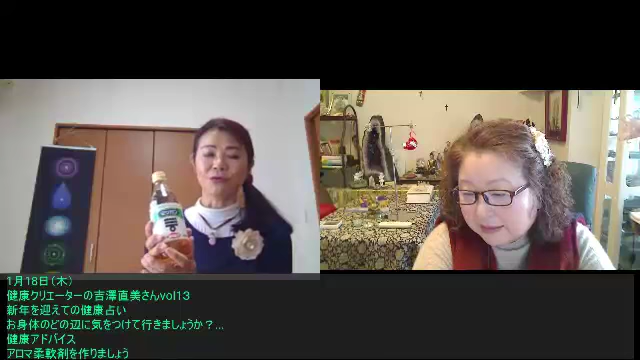 1月18日（木）
健康クリエーターの吉澤直美さんvol13
新年を迎えての健康占い
お身体のどの辺に気をつけて行きましょうか？...
健康アドバイス
アロマ柔軟剤を作りましょう